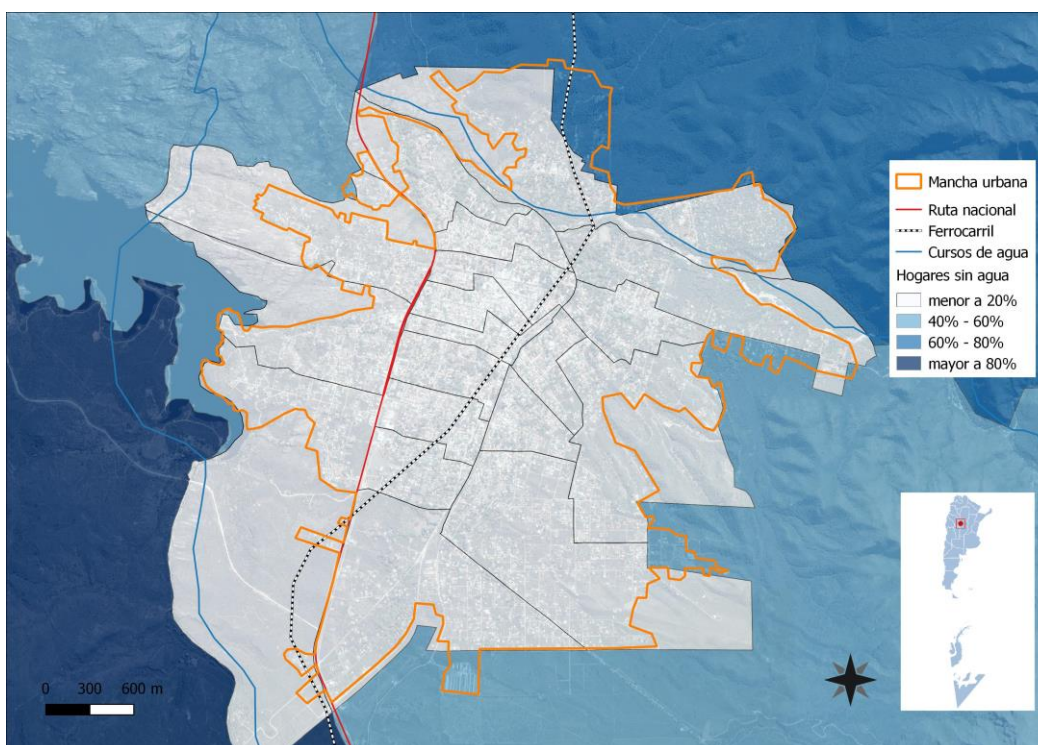 Mancha urbana
Ruta nacional
Ferrocarril
Cursos de agua
Hogares sin agua
menor a 20%
40% - 60%
60% - 80%
mayor a 80%
0 300 600 m